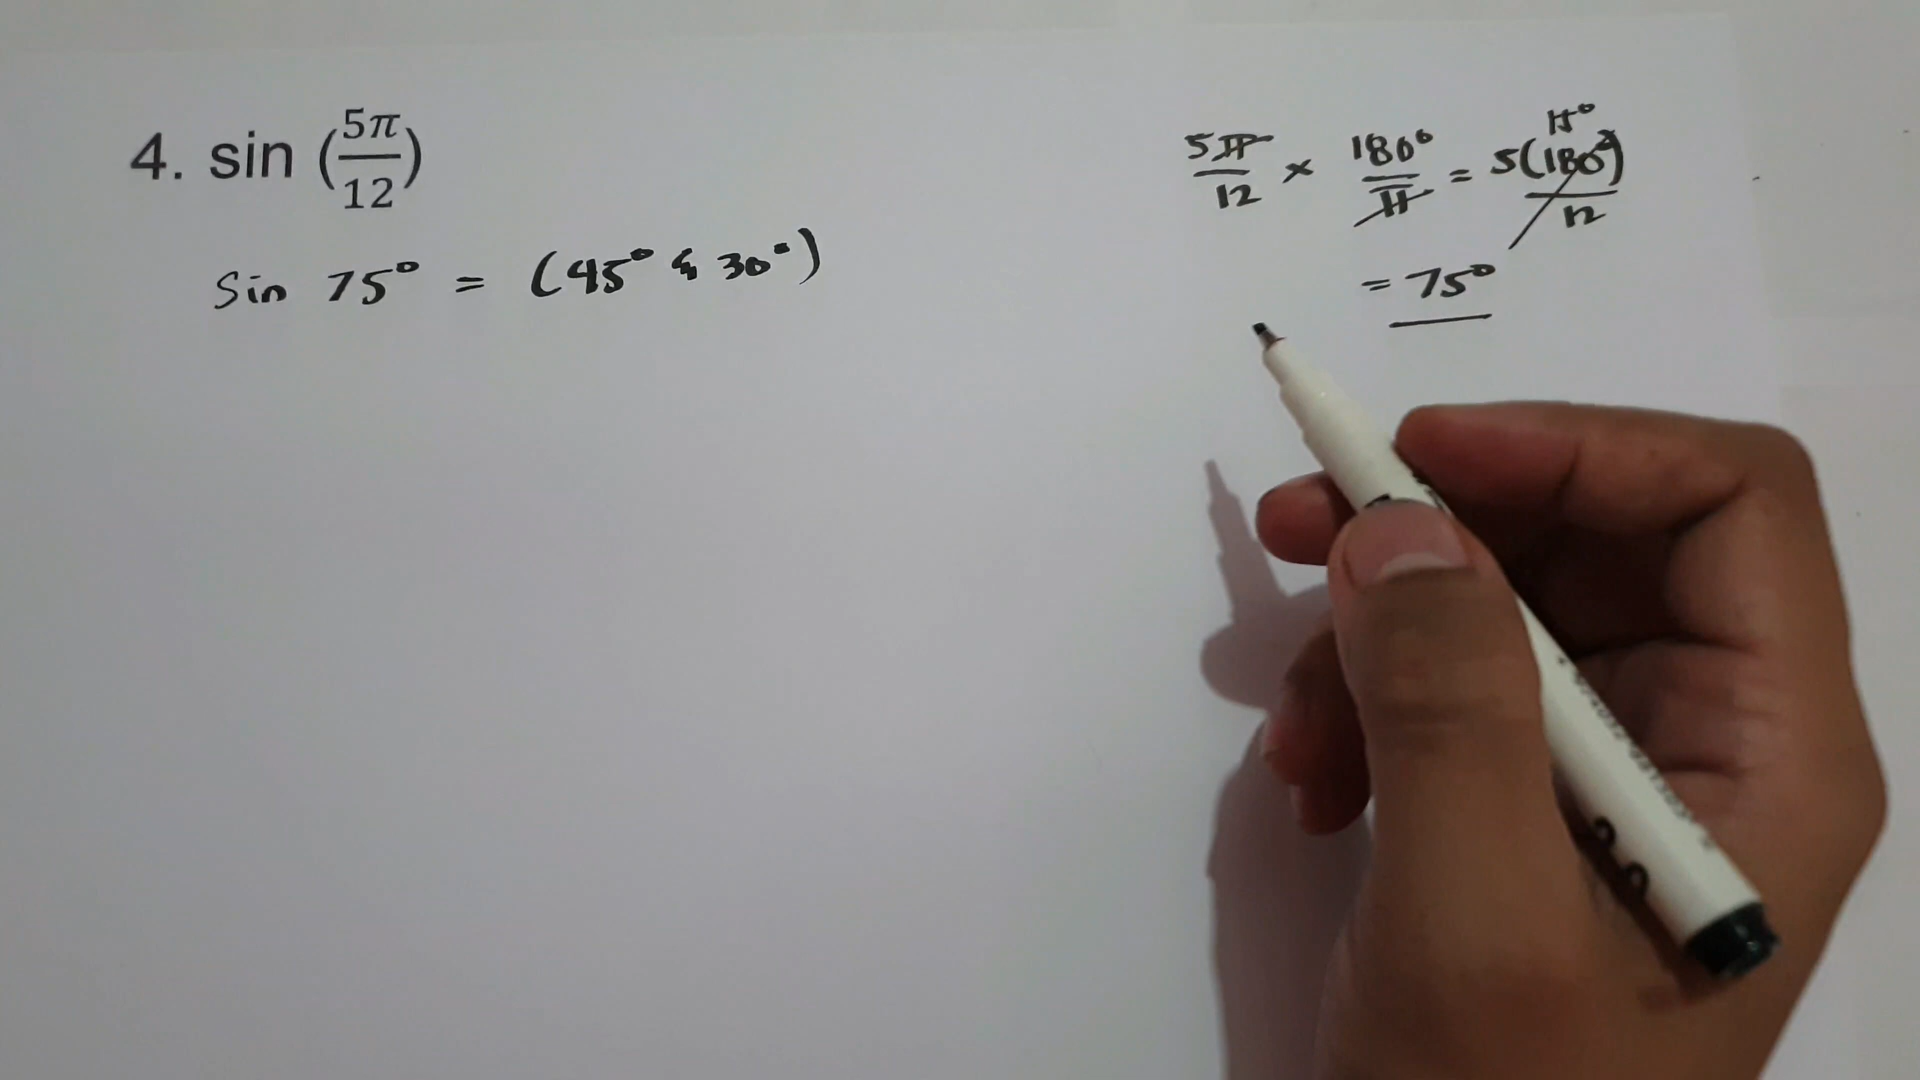 4. sin (5π/12)
5π/12 × 180°/π = 5(180°)/12
15°
sin 75° = (45° & 30°)
= 75°